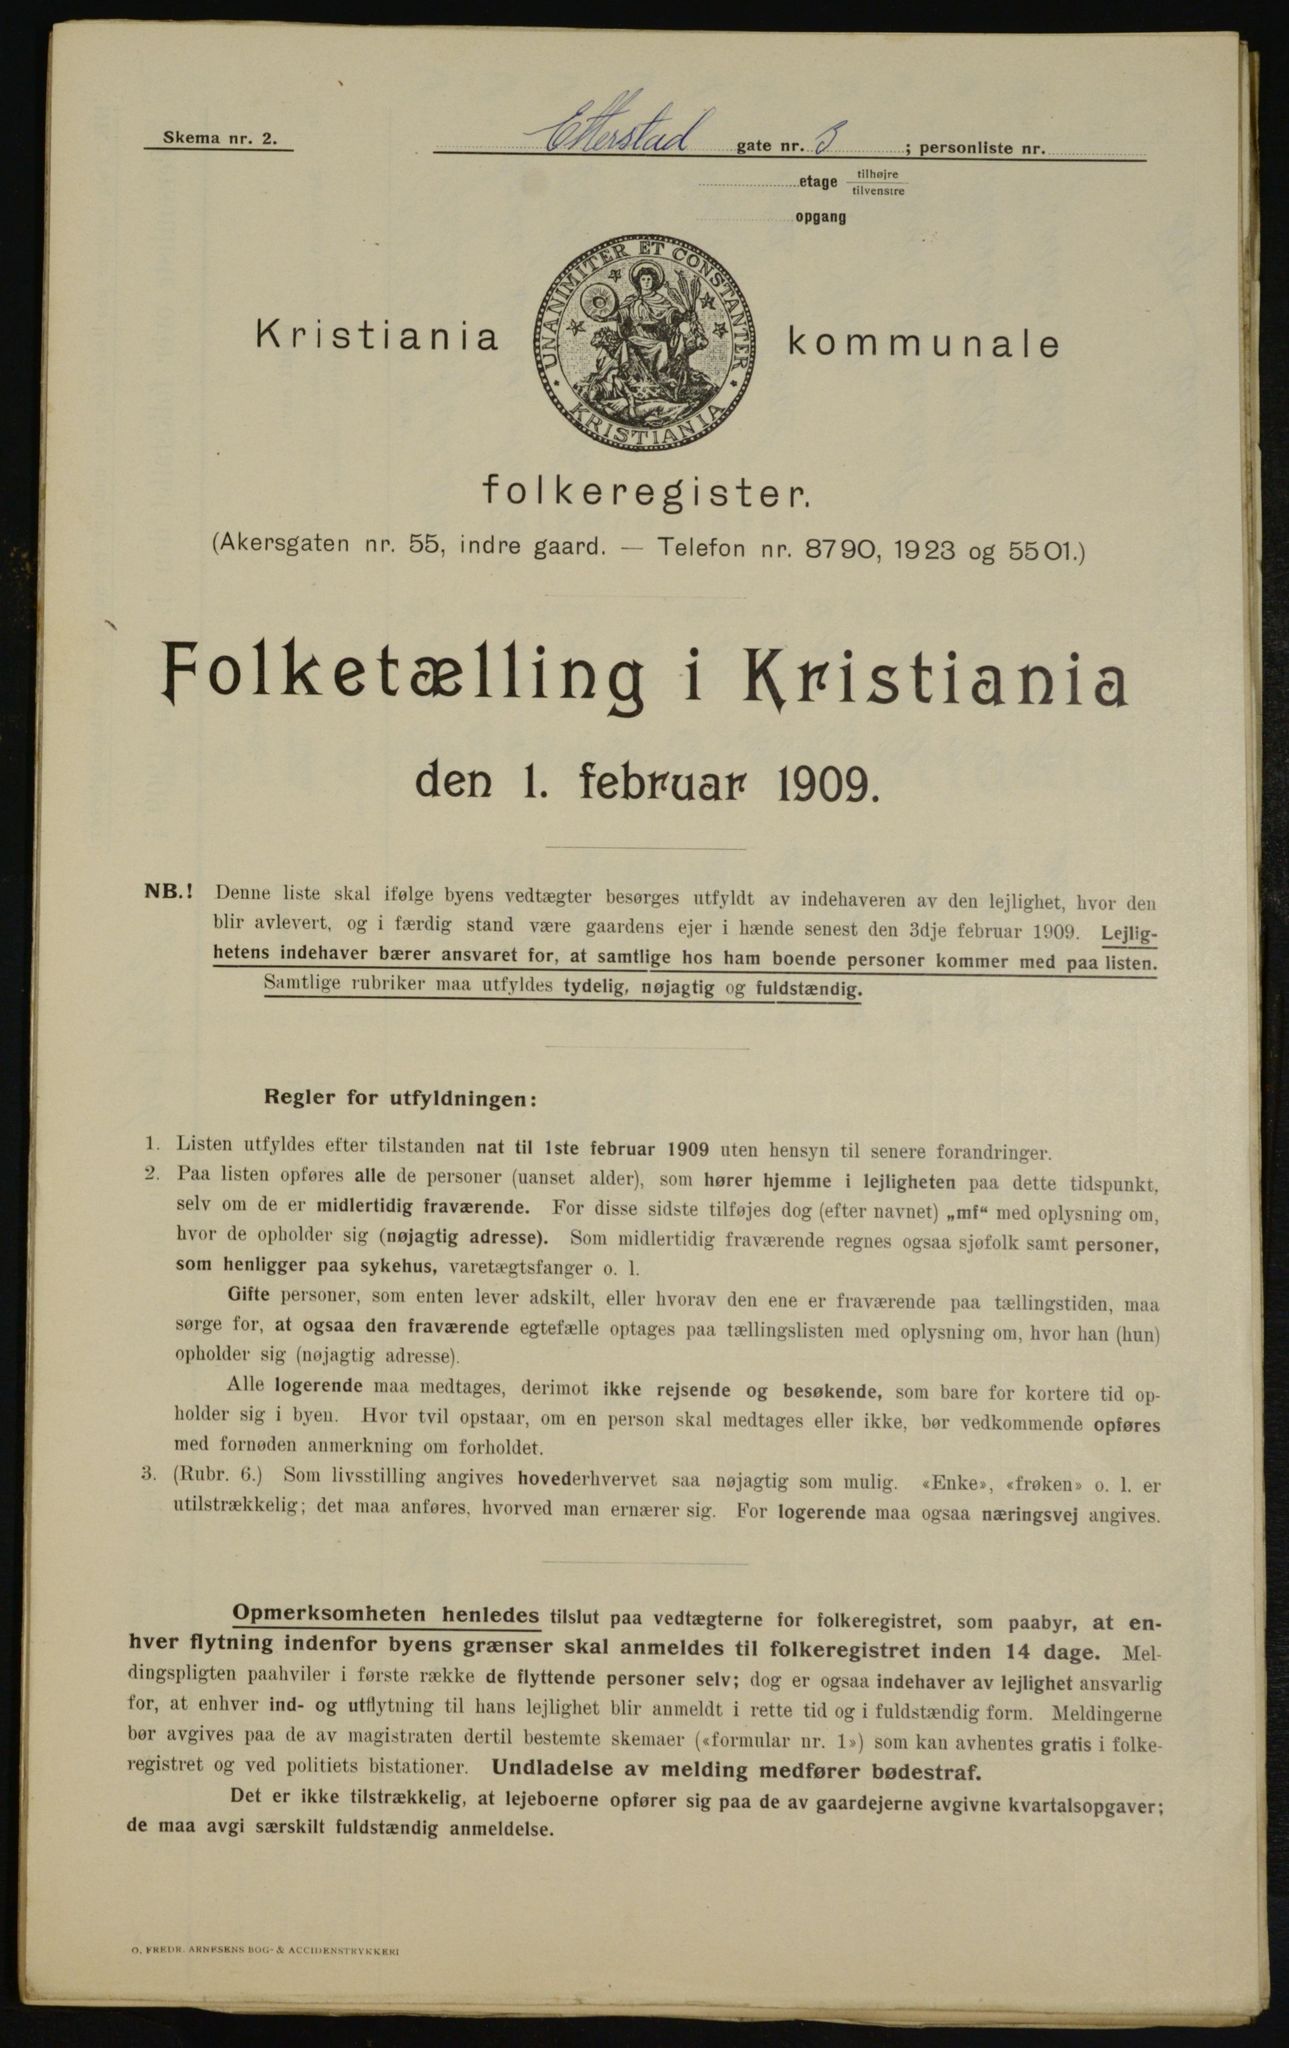 Skema nr. 2.
Etterstad gate nr. 3 ; personliste nr.
etage tilhøjre
tilvenstre
opgang
UNANIMITER ET CONSTANTER
KRISTIANIA
Kristiania kommunale
folkeregister.
(Akersgaten nr. 55, indre gaard. — Telefon nr. 8790, 1923 og 5501.)
Folketælling i Kristiania
den 1. februar 1909.
NB.! Denne liste skal ifølge byens vedtægter besørges utfyldt av indehaveren av den lejlighet, hvor den
blir avlevert, og i færdig stand være gaardens ejer i hænde senest den 3dje februar 1909. Lejlig-
hetens indehaver bærer ansvaret for, at samtlige hos ham boende personer kommer med paa listen.
Samtlige rubriker maa utfyldes tydelig, nøjagtig og fuldstændig.
Regler for utfyldningen:
1. Listen utfyldes efter tilstanden nat til 1ste februar 1909 uten hensyn til senere forandringer.
2. Paa listen opføres alle de personer (uanset alder), som hører hjemme i lejligheten paa dette tidspunkt,
selv om de er midlertidig fraværende. For disse sidste tilføjes dog (efter navnet) „mf“ med oplysning om,
hvor de opholder sig (nøjagtig adresse). Som midlertidig fraværende regnes ogsaa sjøfolk samt personer,
som henligger paa sykehus, varetægtsfanger o. l.
Gifte personer, som enten lever adskilt, eller hvorav den ene er fraværende paa tællingstiden, maa
sørge for, at ogsaa den fraværende egtefælle optages paa tællingslisten med oplysning om, hvor han (hun)
opholder sig (nøjagtig adresse).
Alle logerende maa medtages, derimot ikke rejsende og besøkende, som bare for kortere tid op-
holder sig i byen. Hvor tvil opstaar, om en person skal medtages eller ikke, bør vedkommende opføres
med fornøden anmerkning om forholdet.
3. (Rubr. 6.) Som livsstilling angives hovederhvervet saa nøjagtig som mulig. «Enke», «frøken» o. l. er
utilstrækkelig; det maa anføres, hvorved man ernærer sig. For logerende maa ogsaa næringsvej angives.
Opmerksomheten henledes tilslut paa vedtægterne for folkeregistret, som paabyr, at en-
hver flytning indenfor byens grænser skal anmeldes til folkeregistret inden 14 dage. Mel-
dingspligten paahviler i første række de flyttende personer selv; dog er ogsaa indehaver av lejlighet ansvarlig
for, at enhver ind- og utflytning til hans lejlighet blir anmeldt i rette tid og i fuldstændig form. Meldingerne
bør avgives paa de av magistraten dertil bestemte skemaer («formular nr. 1») som kan avhentes gratis i folke-
registret og ved politiets bistationer. Undladelse av melding medfører bødestraf.
Det er ikke tilstrækkelig, at lejeboerne opfører sig paa de av gaardejerne avgivne kvartalsopgaver;
de maa avgi særskilt fuldstændig anmeldelse.
O. FREDR. ARNESENS BOG- & ACCIDENSTRYKKERI